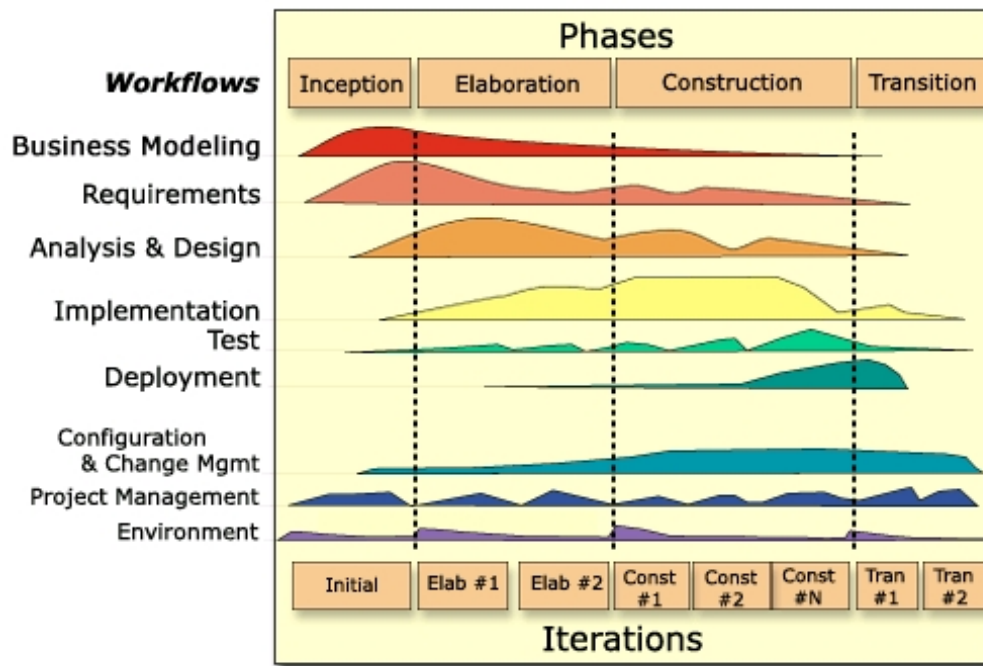 Phases
Workflows
Inception
Elaboration
Construction
Transition
Business Modeling
Requirements
Analysis & Design
Implementation
Test
Deployment
Configuration
& Change Mgmt
Project Management
Environment
Initial
Elab #1
Elab #2
Const
#1
Const
#2
Const
#N
Tran
#1
Tran
#2
Iterations